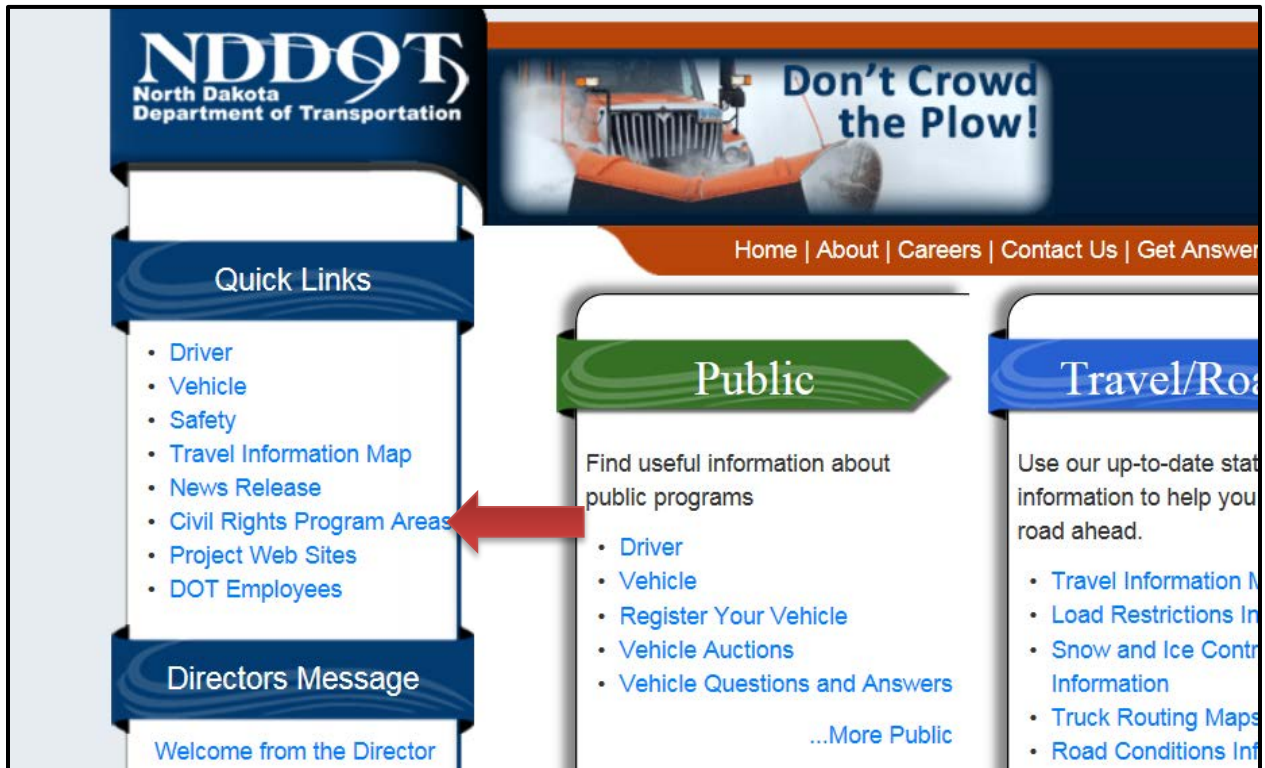 NDDOT
North Dakota
Department of Transportation
Don't Crowd
the Plow!
Home | About | Careers | Contact Us | Get Answer
Quick Links
• Driver
• Vehicle
• Safety
• Travel Information Map
• News Release
• Civil Rights Program Areas
• Project Web Sites
• DOT Employees
Directors Message
Welcome from the Director
Public
Find useful information about
public programs
• Driver
• Vehicle
• Register Your Vehicle
• Vehicle Auctions
• Vehicle Questions and Answers
...More Public
Travel/Roa
Use our up-to-date stat
information to help you
road ahead.
• Travel Information M
• Load Restrictions In
• Snow and Ice Contr
Information
• Truck Routing Maps
• Road Conditions Inf